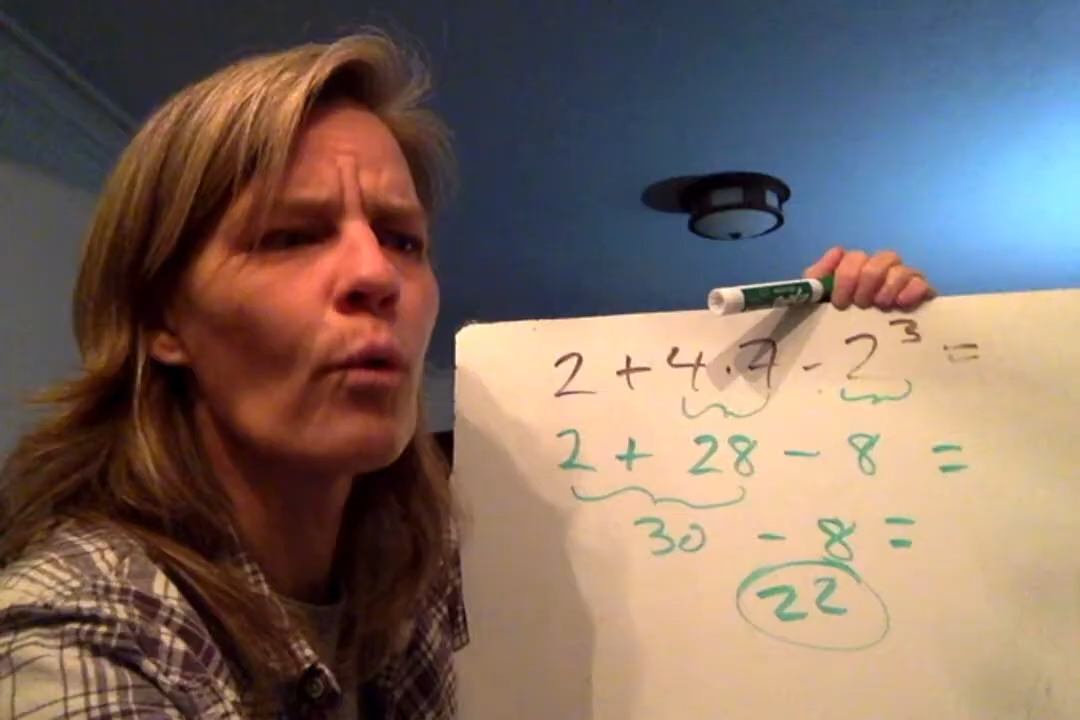 2 + 4 · 7 - 2³ =
2 + 28 - 8 =
30 - 8 =
22